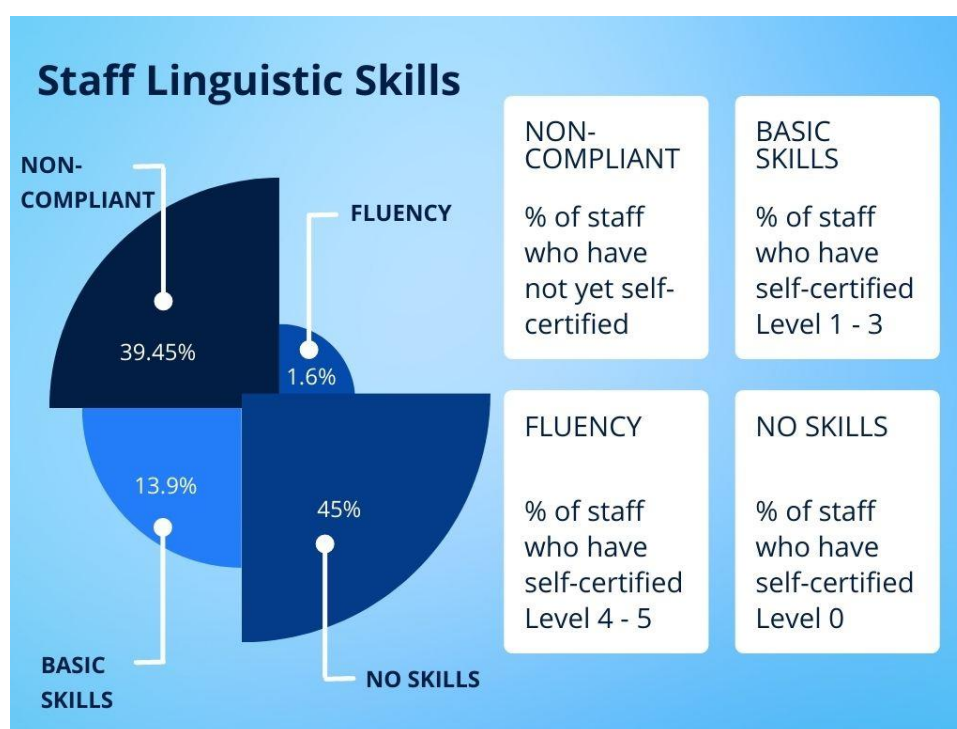 Staff Linguistic Skills
NON-
COMPLIANT
39.45%
FLUENCY
1.6%
13.9%
BASIC
SKILLS
45%
NO SKILLS
NON-
COMPLIANT
% of staff
who have
not yet self-
certified
BASIC
SKILLS
% of staff
who have
self-certified
Level 1 - 3
FLUENCY
% of staff
who have
self-certified
Level 4 - 5
NO SKILLS
% of staff
who have
self-certified
Level 0